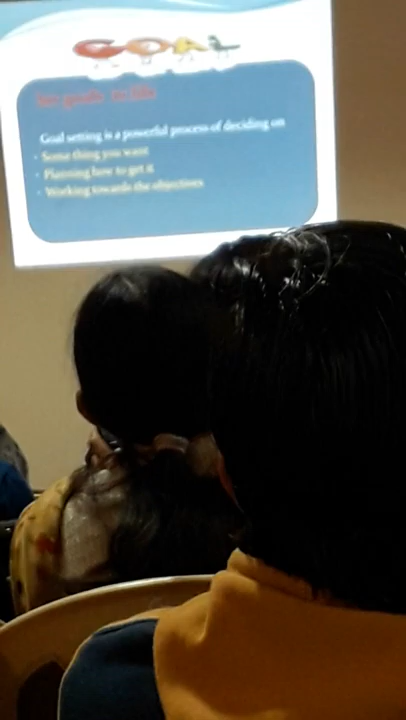 GOAL
Set goals in life
Goal setting is a powerful process of deciding on
- Some thing you want
- Planning how to get it
- Working towards the objectives